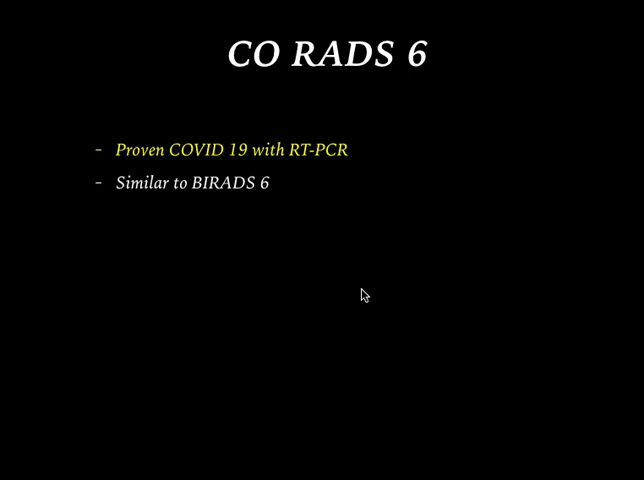 CO RADS 6
- Proven COVID 19 with RT-PCR
- Similar to BIRADS 6